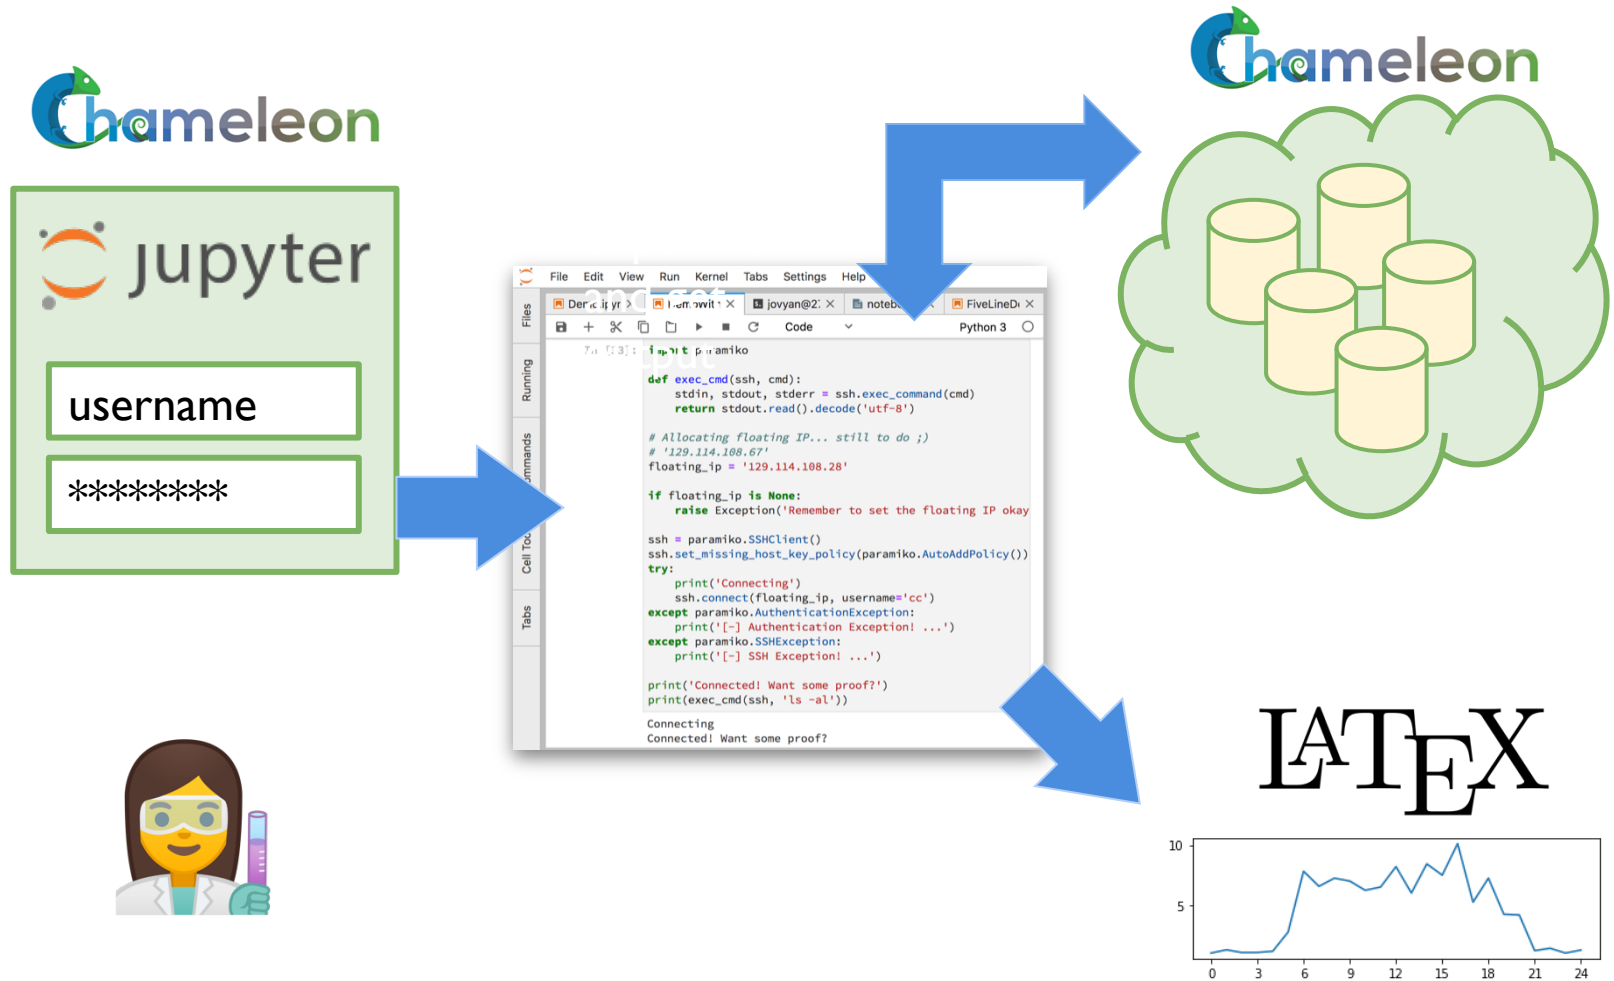 Chameleon
Jupyter
username
********
Chameleon
File Edit View Run Kernel Tabs Settings Help
and get
jovyan@2 FiveLineD
Code Python 3
Files
Running
Cell Tabs
import paramiko
def exec_cmd(ssh, cmd):
stdin, stdout, stderr = ssh.exec_command(cmd)
return stdout.read().decode('utf-8')
# Allocating floating IP... still to do ;)
# '129.114.108.67'
floating_ip = '129.114.108.28'
if floating_ip is None:
raise Exception('Remember to set the floating IP okay
ssh = paramiko.SSHClient()
ssh.set_missing_host_key_policy(paramiko.AutoAddPolicy())
try:
print('Connecting')
ssh.connect(floating_ip, username='cc')
except paramiko.AuthenticationException:
print('[-] Authentication Exception! ...')
except paramiko.SSHException:
print('[-] SSH Exception! ...')
print('Connected! Want some proof?')
print(exec_cmd(ssh, 'ls -al'))
Connecting
Connected! Want some proof?
LATEX
10
5
0 3 6 9 12 15 18 21 24